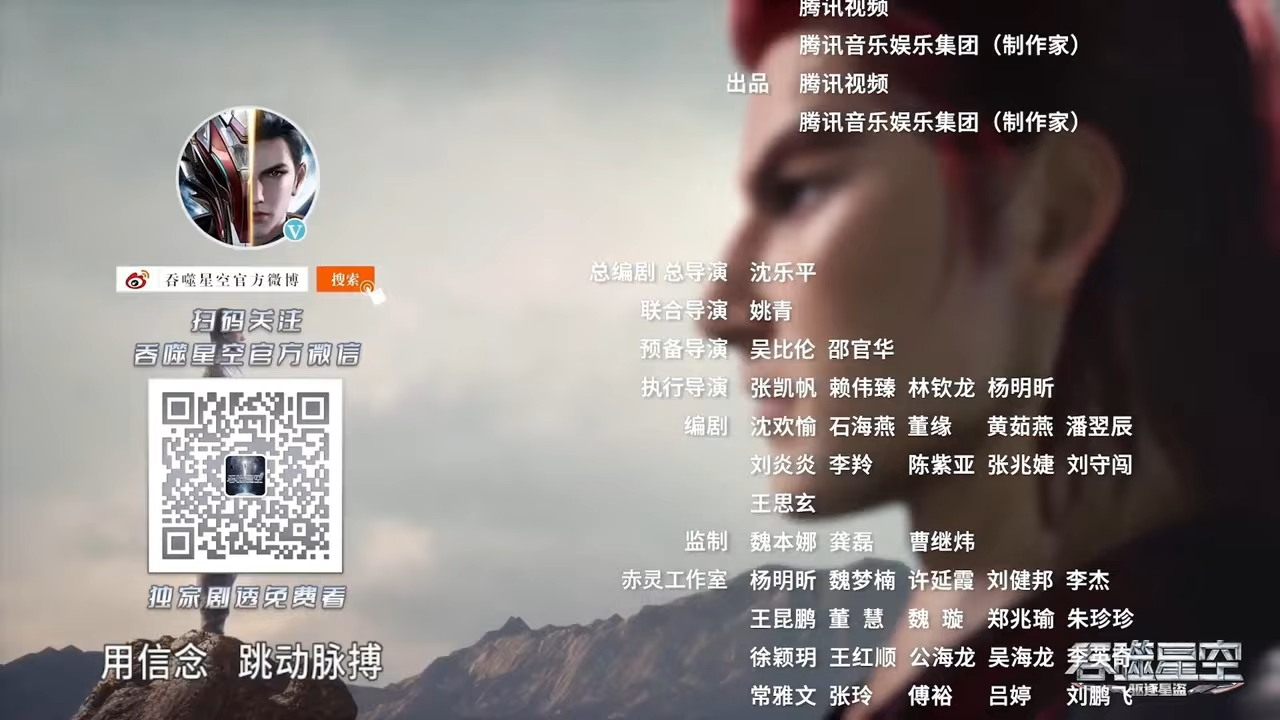 腾讯视频
腾讯音乐娱乐集团（制作家）
出品 腾讯视频
腾讯音乐娱乐集团（制作家）
V
吞噬星空官方微博 搜索
扫码关注
吞噬星空官方微信
独家剧透免费看
总编剧 总导演 沈乐平
联合导演 姚青
预备导演 吴比伦 邵官华
执行导演 张凯帆 赖伟臻 林钦龙 杨明昕
编剧 沈欢愉 石海燕 董缘 黄茹燕 潘翌辰
刘炎炎 李羚 陈紫亚 张兆婕 刘守闯
王思玄
监制 魏本娜 龚磊 曹继炜
赤灵工作室 杨明昕 魏梦楠 许延霞 刘健邦 李杰
王昆鹏 董 慧 魏 璇 郑兆瑜 朱珍珍
徐颖玥 王红顺 公海龙 吴海龙 李英奇
常雅文 张玲 傅裕 吕婷 刘鹏飞
用信念 跳动脉搏
吞噬星空
驱逐星盗